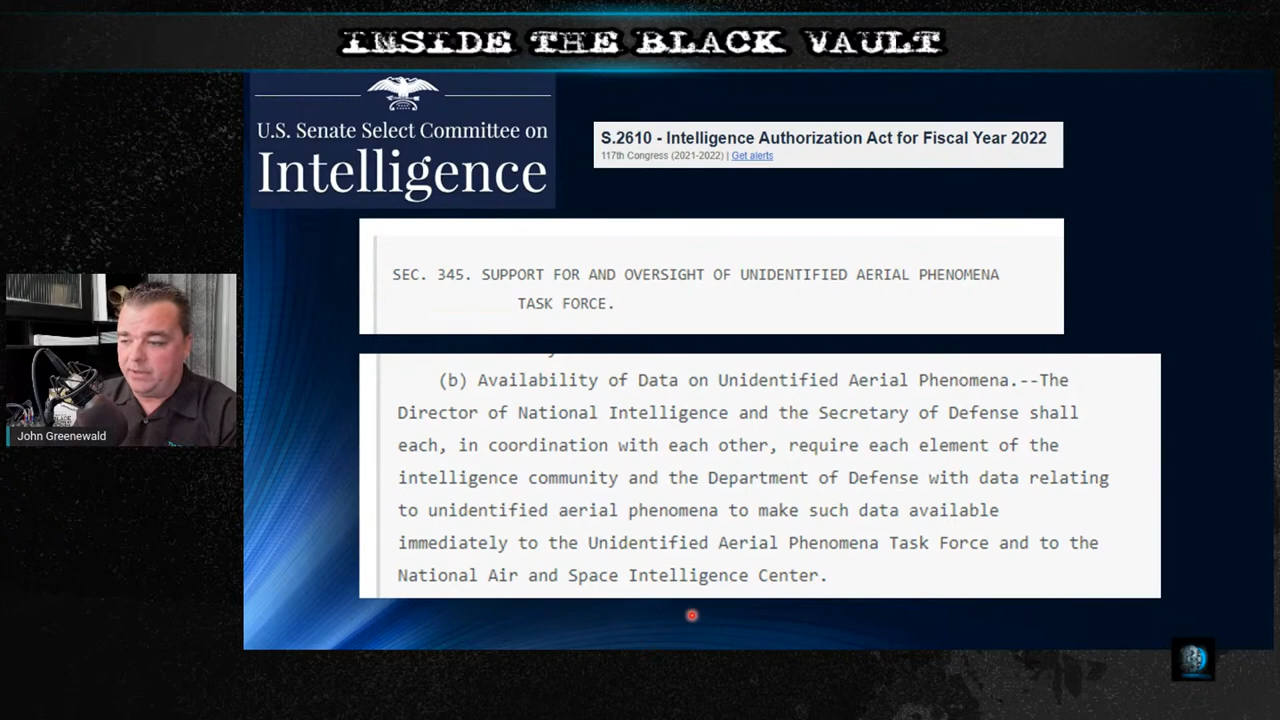 INSIDE THE BLACK VAULT
U.S. Senate Select Committee on
Intelligence
S.2610 - Intelligence Authorization Act for Fiscal Year 2022
117th Congress (2021-2022) | Get alerts
SEC. 345. SUPPORT FOR AND OVERSIGHT OF UNIDENTIFIED AERIAL PHENOMENA
TASK FORCE.
(b) Availability of Data on Unidentified Aerial Phenomena.--The
Director of National Intelligence and the Secretary of Defense shall
each, in coordination with each other, require each element of the
intelligence community and the Department of Defense with data relating
to unidentified aerial phenomena to make such data available
immediately to the Unidentified Aerial Phenomena Task Force and to the
National Air and Space Intelligence Center.
John Greenewald